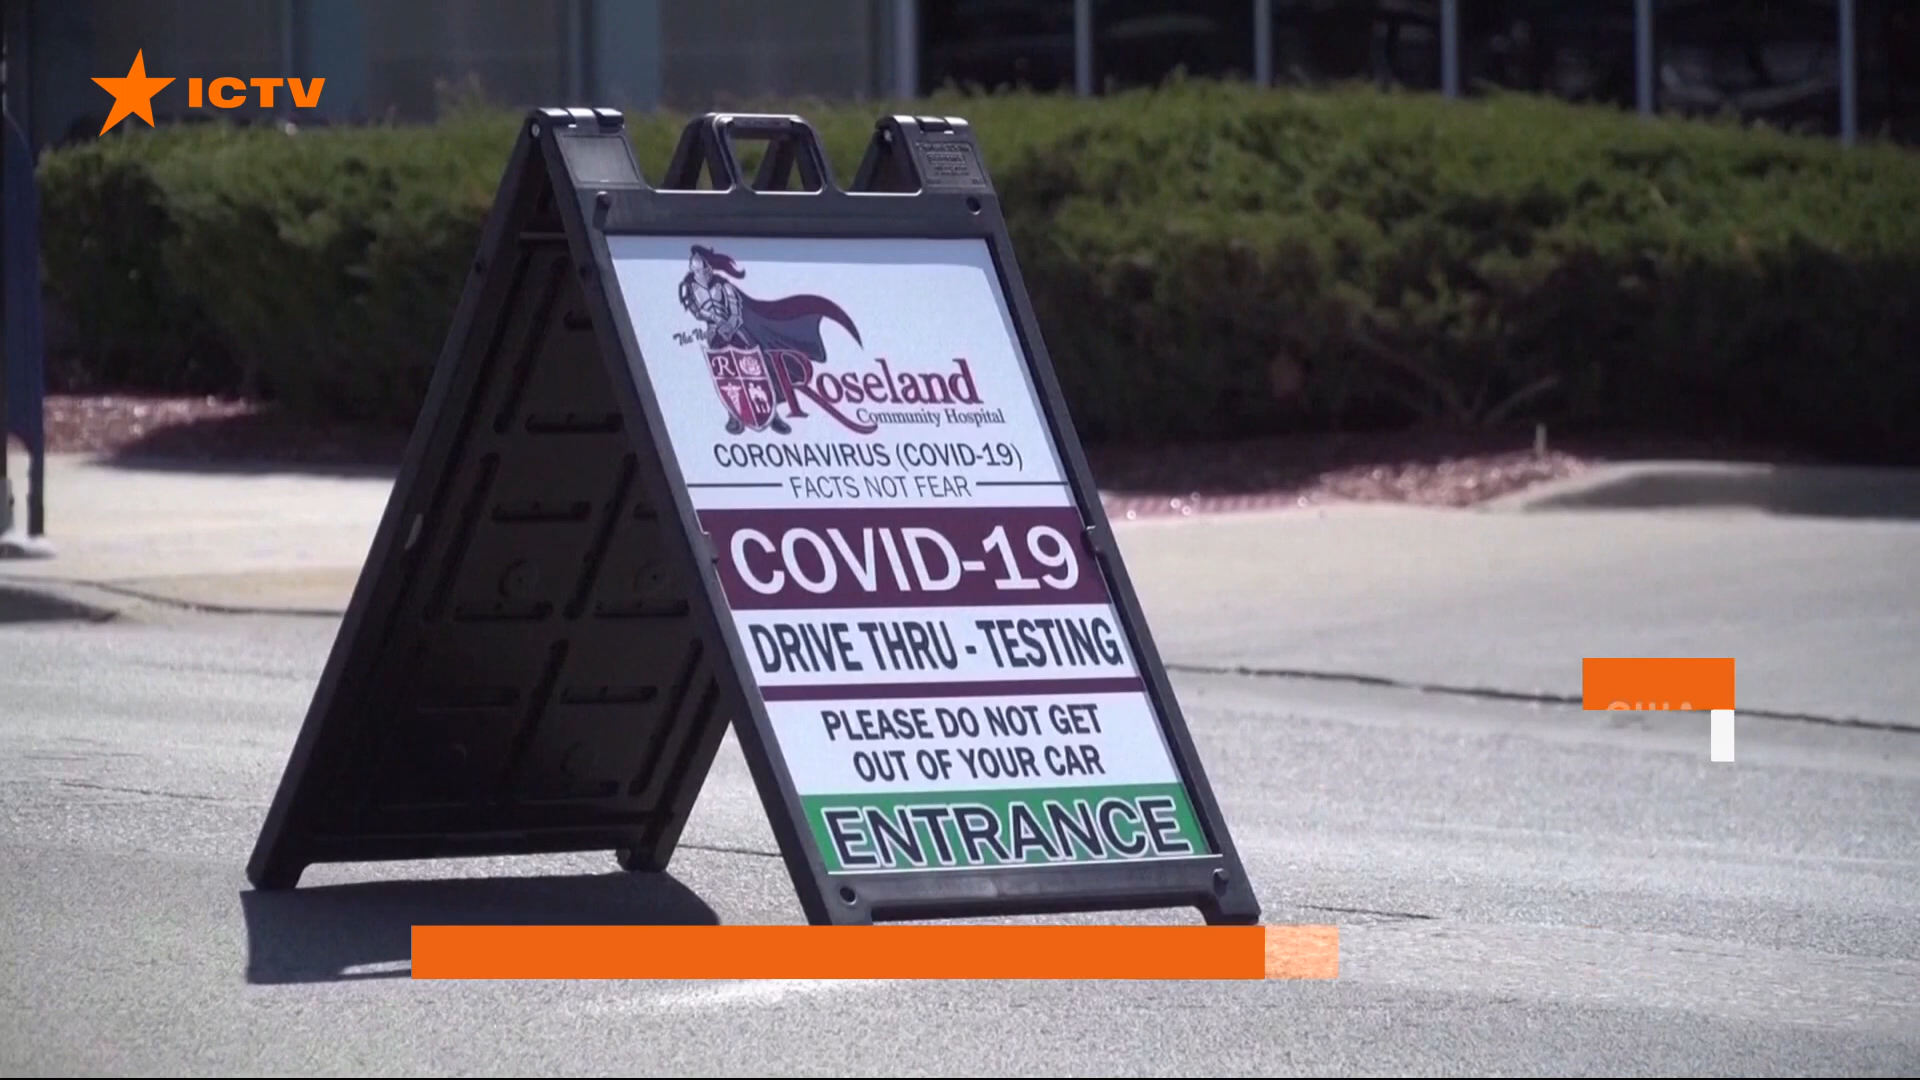 ICTV
Roseland
Community Hospital
CORONAVIRUS (COVID-19)
FACTS NOT FEAR
COVID-19
DRIVE THRU - TESTING
PLEASE DO NOT GET
OUT OF YOUR CAR
ENTRANCE